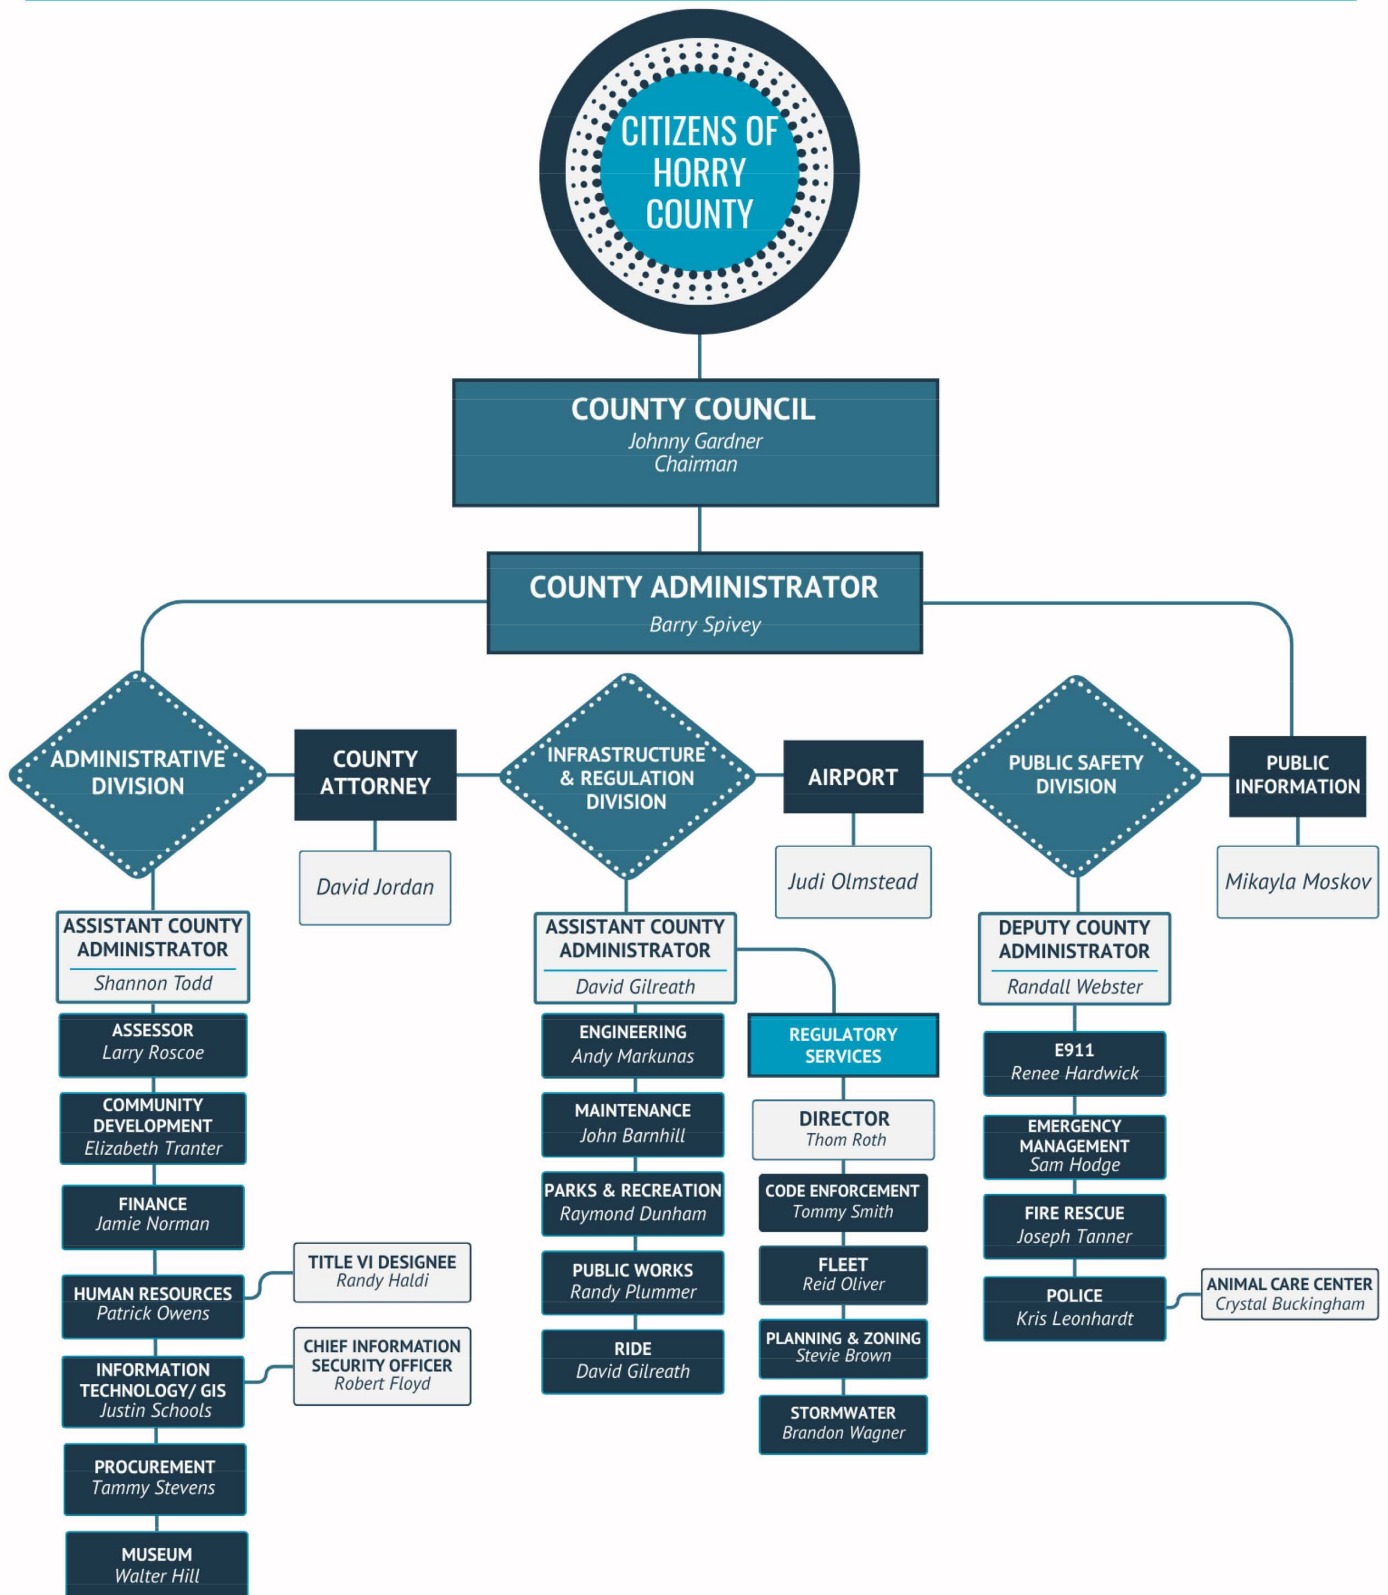 CITIZENS OF
HORRY
COUNTY
COUNTY COUNCIL
Johnny Gardner
Chairman
COUNTY ADMINISTRATOR
Barry Spivey
ADMINISTRATIVE
DIVISION
COUNTY
ATTORNEY
David Jordan
INFRASTRUCTURE
& REGULATION
DIVISION
AIRPORT
Judi Olmstead
PUBLIC SAFETY
DIVISION
PUBLIC
INFORMATION
Mikayla Moskov
ASSISTANT COUNTY
ADMINISTRATOR
Shannon Todd
ASSESSOR
Larry Roscoe
COMMUNITY
DEVELOPMENT
Elizabeth Tranter
FINANCE
Jamie Norman
HUMAN RESOURCES
Patrick Owens
TITLE VI DESIGNEE
Randy Haldi
INFORMATION
TECHNOLOGY/ GIS
Justin Schools
CHIEF INFORMATION
SECURITY OFFICER
Robert Floyd
PROCUREMENT
Tammy Stevens
MUSEUM
Walter Hill
ASSISTANT COUNTY
ADMINISTRATOR
David Gilreath
ENGINEERING
Andy Markunas
MAINTENANCE
John Barnhill
PARKS & RECREATION
Raymond Dunham
PUBLIC WORKS
Randy Plummer
RIDE
David Gilreath
REGULATORY
SERVICES
DIRECTOR
Thom Roth
CODE ENFORCEMENT
Tommy Smith
FLEET
Reid Oliver
PLANNING & ZONING
Stevie Brown
STORMWATER
Brandon Wagner
DEPUTY COUNTY
ADMINISTRATOR
Randall Webster
E911
Renee Hardwick
EMERGENCY
MANAGEMENT
Sam Hodge
FIRE RESCUE
Joseph Tanner
POLICE
Kris Leonhardt
ANIMAL CARE CENTER
Crystal Buckingham